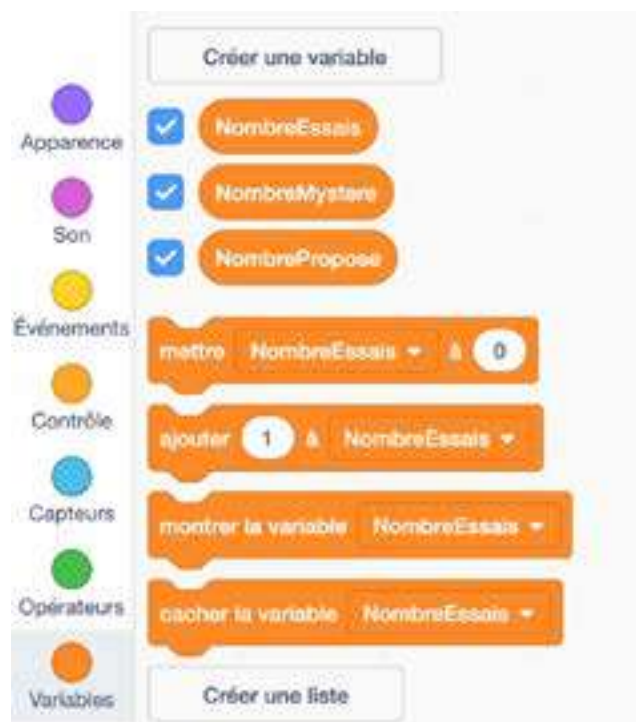 Créer une variable
NombreEssais
Apparence
NombreMystere
Son
NombrePropose
Événements
mettre NombreEssais à 0
Contrôle
ajouter 1 à NombreEssais
Capteurs
montrer la variable NombreEssais
Opérateurs
cacher la variable NombreEssais
Variables
Créer une liste